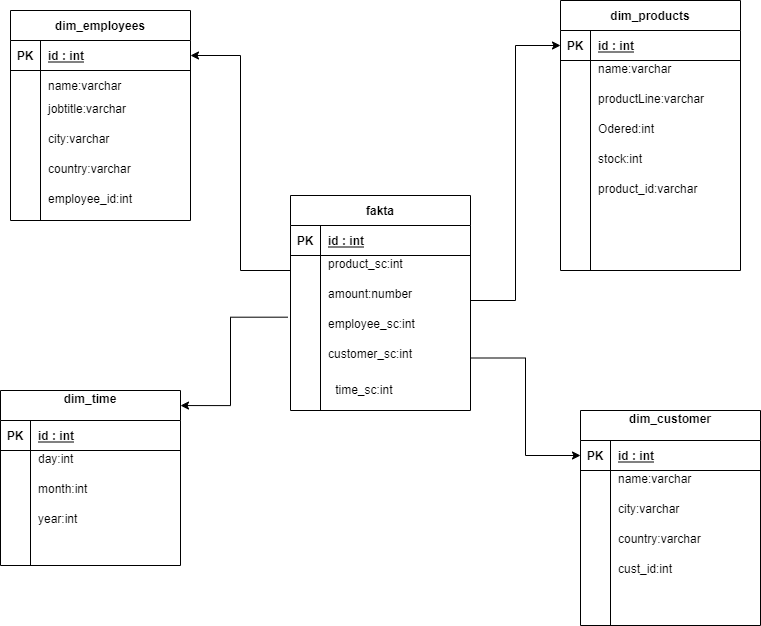 dim_employees
PK id : int
name:varchar
jobtitle:varchar
city:varchar
country:varchar
employee_id:int
dim_products
PK id : int
name:varchar
productLine:varchar
Odered:int
stock:int
product_id:varchar
fakta
PK id : int
product_sc:int
amount:number
employee_sc:int
customer_sc:int
time_sc:int
dim_time
PK id : int
day:int
month:int
year:int
dim_customer
PK id : int
name:varchar
city:varchar
country:varchar
cust_id:int